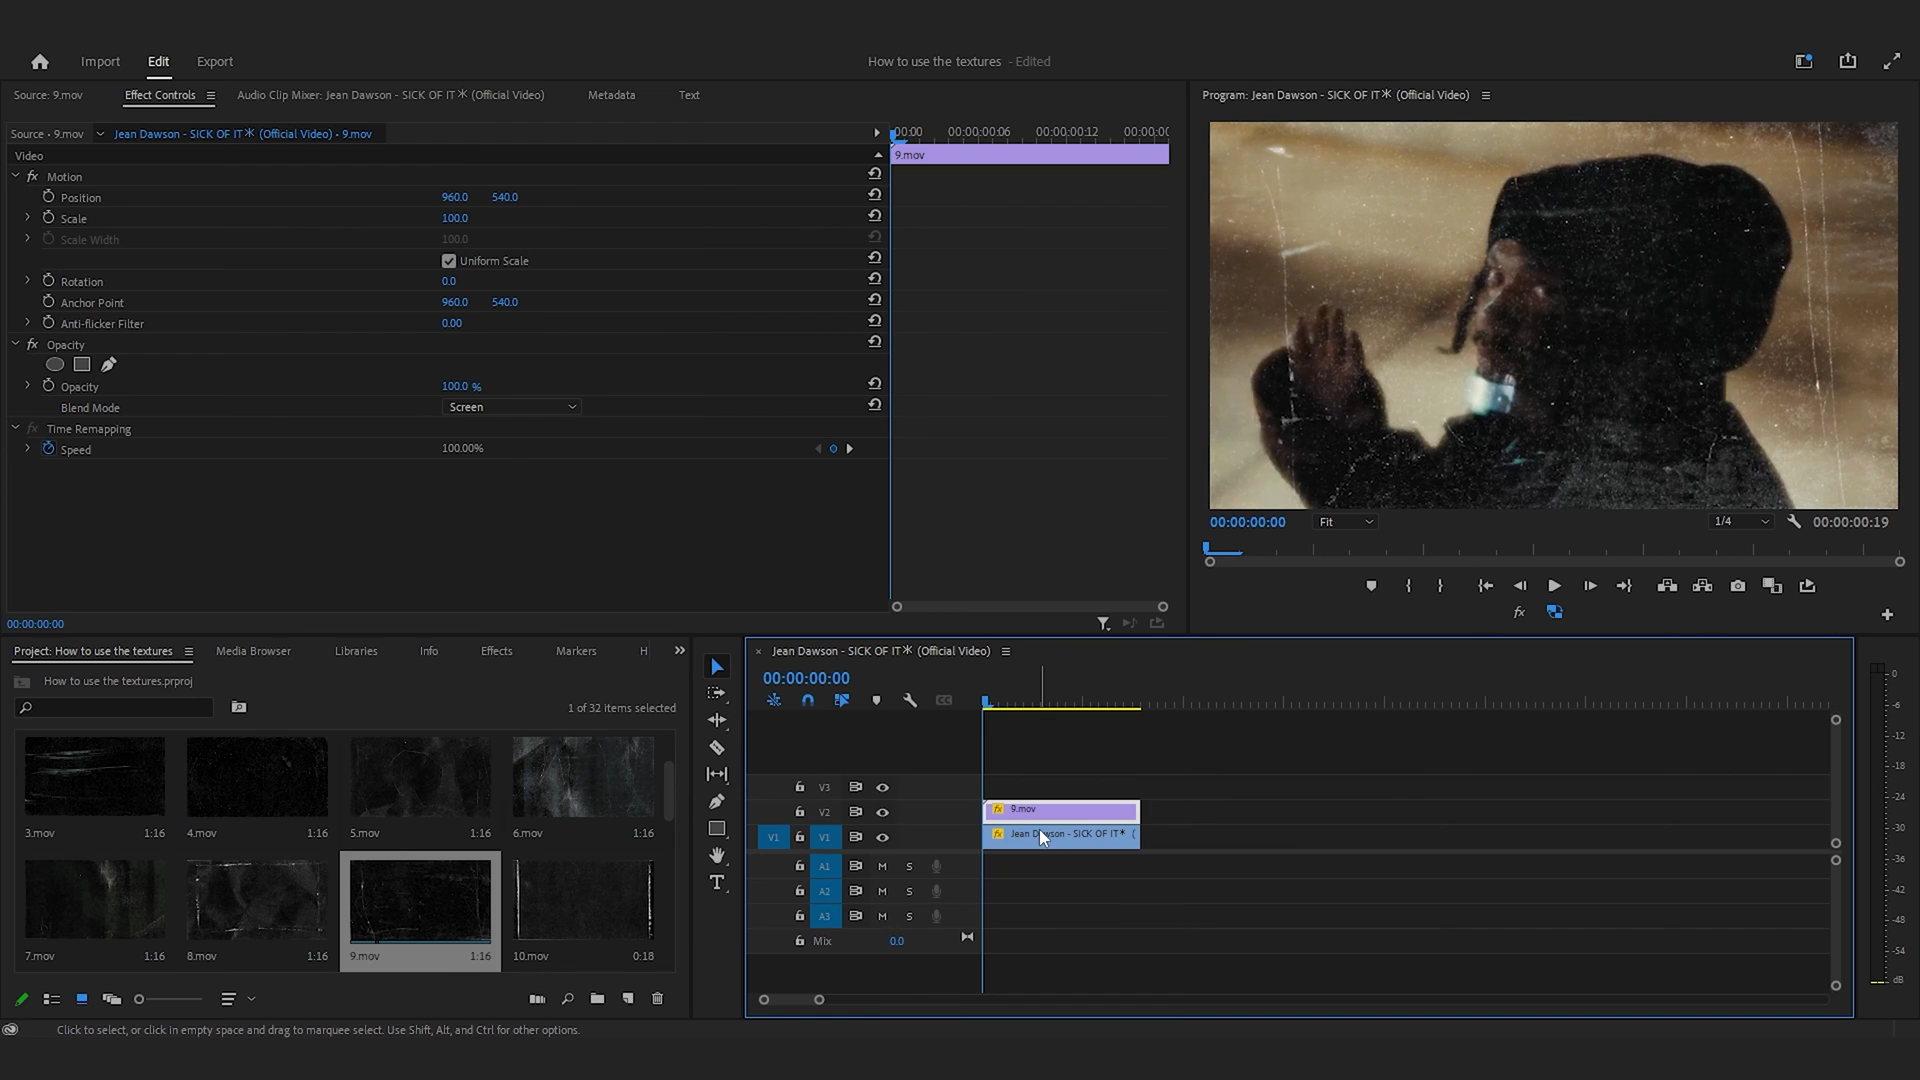 Import Edit Export
How to use the textures - Edited
Source: 9.mov
Effect Controls
Audio Clip Mixer: Jean Dawson - SICK OF IT* (Official Video)
Metadata
Text
Program: Jean Dawson - SICK OF IT* (Official Video)
Source • 9.mov
Jean Dawson - SICK OF IT* (Official Video) • 9.mov
:00:00 00:00:00:06 00:00:00:12 00:00:00
Video
9.mov
fx Motion
Position 960.0 540.0
Scale 100.0
Scale Width 100.0
Uniform Scale
Rotation 0.0
Anchor Point 960.0 540.0
Anti-flicker Filter 0.00
fx Opacity
Opacity 100.0 %
Blend Mode Screen
fx Time Remapping
Speed 100.00%
00:00:00:00
00:00:00:00 Fit 1/4 00:00:00:19
fx
Project: How to use the textures
Media Browser
Libraries
Info
Effects
Markers
H
How to use the textures.prproj
1 of 32 items selected
3.mov 1:16
4.mov 1:16
5.mov 1:16
6.mov 1:16
7.mov 1:16
8.mov 1:16
9.mov 1:16
10.mov 0:18
× Jean Dawson - SICK OF IT* (Official Video)
00:00:00:00
CC
V3
V2
fx 9.mov
V1 V1
fx Jean Dawson - SICK OF IT* (
A1 M S
A2 M S
A3 M S
Mix 0.0
0
-6
-12
-18
-24
-30
-36
-42
-48
-54
dB
T
Click to select, or click in empty space and drag to marquee select. Use Shift, Alt, and Ctrl for other options.